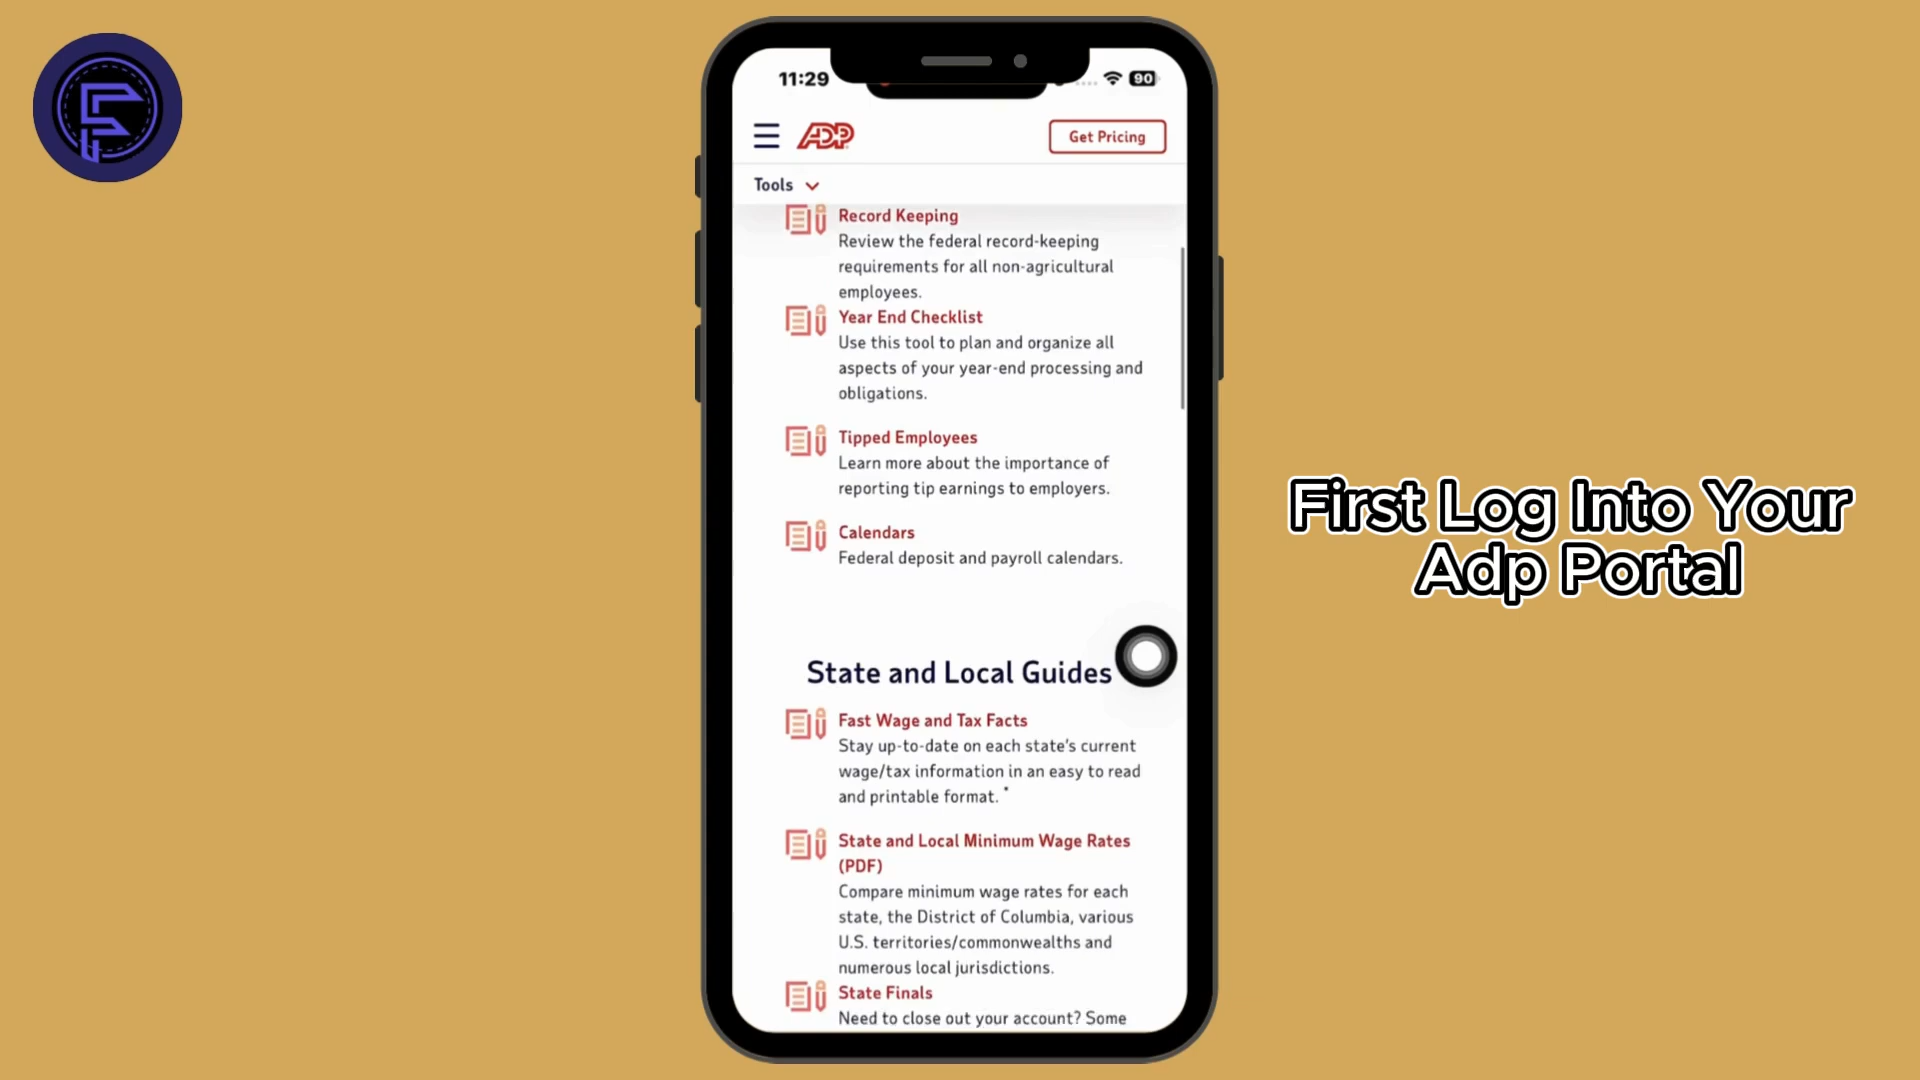 11:29
90
ADP
Get Pricing
Tools
Record Keeping
Review the federal record-keeping
requirements for all non-agricultural
employees.
Year End Checklist
Use this tool to plan and organize all
aspects of your year-end processing and
obligations.
Tipped Employees
Learn more about the importance of
reporting tip earnings to employers.
Calendars
Federal deposit and payroll calendars.
State and Local Guides
Fast Wage and Tax Facts
Stay up-to-date on each state's current
wage/tax information in an easy to read
and printable format. *
State and Local Minimum Wage Rates
(PDF)
Compare minimum wage rates for each
state, the District of Columbia, various
U.S. territories/commonwealths and
numerous local jurisdictions.
State Finals
Need to close out your account? Some
First Log Into Your
Adp Portal